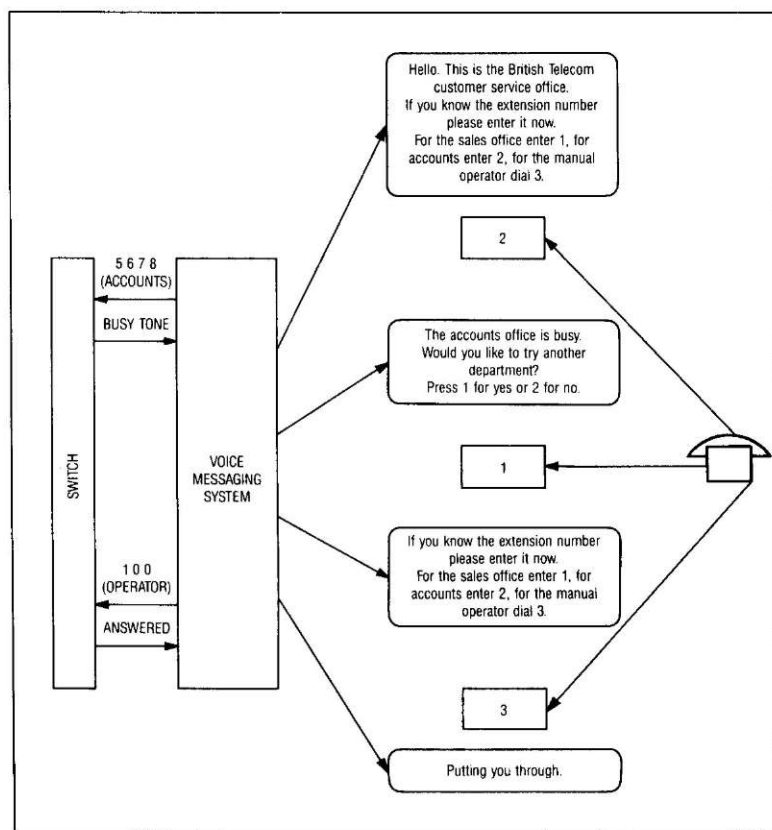 Hello. This is the British Telecom
customer service office.
If you know the extension number
please enter it now.
For the sales office enter 1, for
accounts enter 2, for the manual
operator dial 3.
2
5 6 7 8
(ACCOUNTS)
BUSY TONE
The accounts office is busy.
Would you like to try another
department?
Press 1 for yes or 2 for no.
SWITCH
VOICE
MESSAGING
SYSTEM
1
If you know the extension number
please enter it now.
For the sales office enter 1, for
accounts enter 2, for the manual
operator dial 3.
1 0 0
(OPERATOR)
ANSWERED
3
Putting you through.